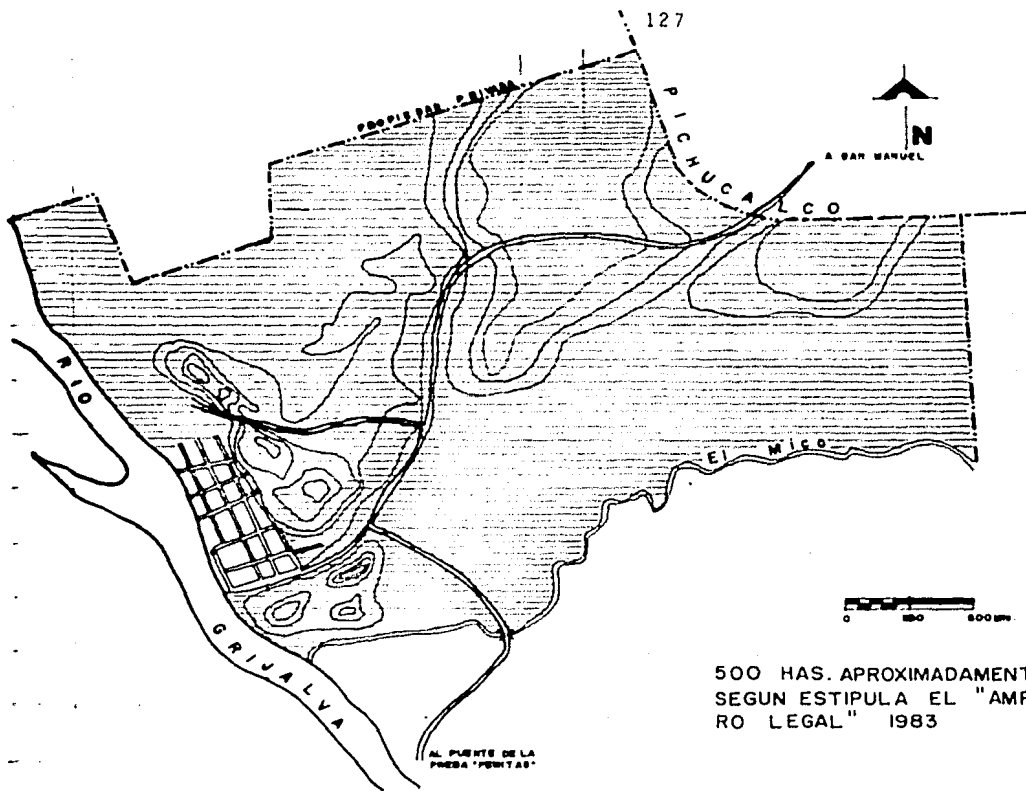 127
PROPIEDAD PRIVADA
PICHUCALCO
N
A SAN MANUEL
RIO
El Mico
GRIJALVA
0
500 HAS. APROXIMADAMENT
SEGUN ESTIPULA EL "AMP
RO LEGAL" 1983
AL PUENTE DE LA
PRESA "PEÑITAS"